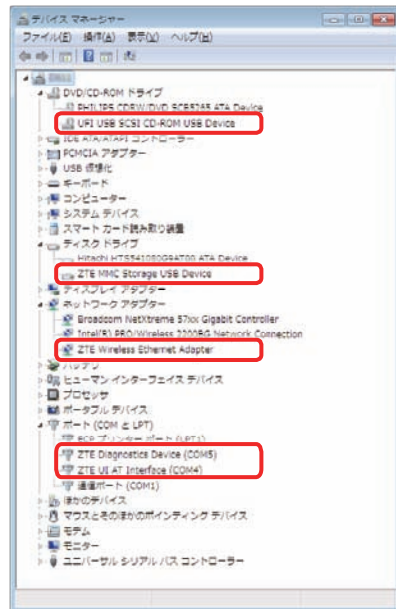 デバイス マネージャー
ファイル(F) 操作(A) 表示(V) ヘルプ(H)
DVD/CD-ROM ドライブ
PHILIPS CDRW/DVD SCB5265 ATA Device
UFI USB SCSI CD-ROM USB Device
IDE ATA/ATAPI コントローラー
PCMCIA アダプター
USB 仮想化
キーボード
コンピューター
システム デバイス
スマート カード読み取り装置
ディスク ドライブ
Hitachi HTS541080G9AT00 ATA Device
ZTE MMC Storage USB Device
ディスプレイ アダプター
ネットワーク アダプター
Broadcom NetXtreme 57xx Gigabit Controller
Intel(R) PRO/Wireless 2200BG Network Connection
ZTE Wireless Ethernet Adapter
バッテリ
ヒューマン インターフェイス デバイス
プロセッサ
ポータブル デバイス
ポート (COM と LPT)
ECP プリンター ポート (LPT1)
ZTE Diagnostics Device (COM5)
ZTE UI AT Interface (COM4)
通信ポート (COM1)
ほかのデバイス
マウスとそのほかのポインティング デバイス
モデム
モニター
ユニバーサル シリアル バス コントローラー